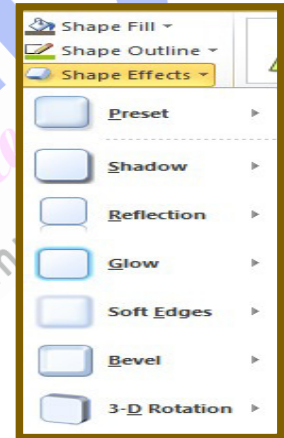 Shape Fill
Shape Outline
Shape Effects
Preset
Shadow
Reflection
Glow
Soft Edges
Bevel
3-D Rotation